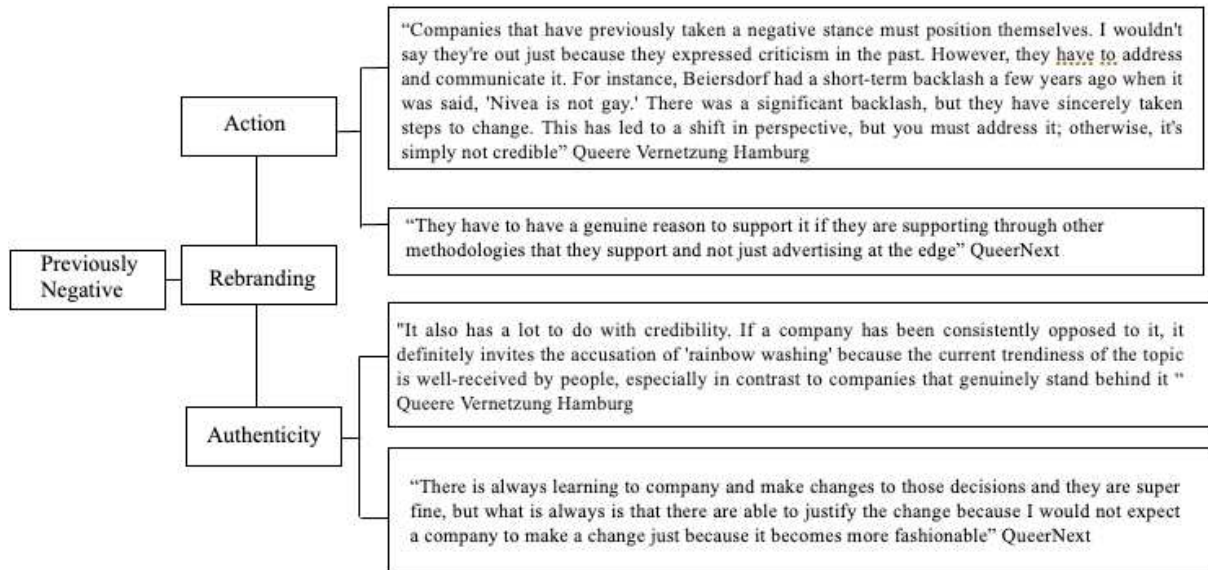 “Companies that have previously taken a negative stance must position themselves. I wouldn't
say they're out just because they expressed criticism in the past. However, they have to address
and communicate it. For instance, Beiersdorf had a short-term backlash a few years ago when it
was said, 'Nivea is not gay.' There was a significant backlash, but they have sincerely taken
steps to change. This has led to a shift in perspective, but you must address it; otherwise, it's
simply not credible” Queere Vernetzung Hamburg
Action
“They have to have a genuine reason to support it if they are supporting through other
methodologies that they support and not just advertising at the edge” QueerNext
Previously
Negative
Rebranding
"It also has a lot to do with credibility. If a company has been consistently opposed to it, it
definitely invites the accusation of 'rainbow washing' because the current trendiness of the topic
is well-received by people, especially in contrast to companies that genuinely stand behind it “
Queere Vernetzung Hamburg
Authenticity
“There is always learning to company and make changes to those decisions and they are super
fine, but what is always is that there are able to justify the change because I would not expect
a company to make a change just because it becomes more fashionable” QueerNext